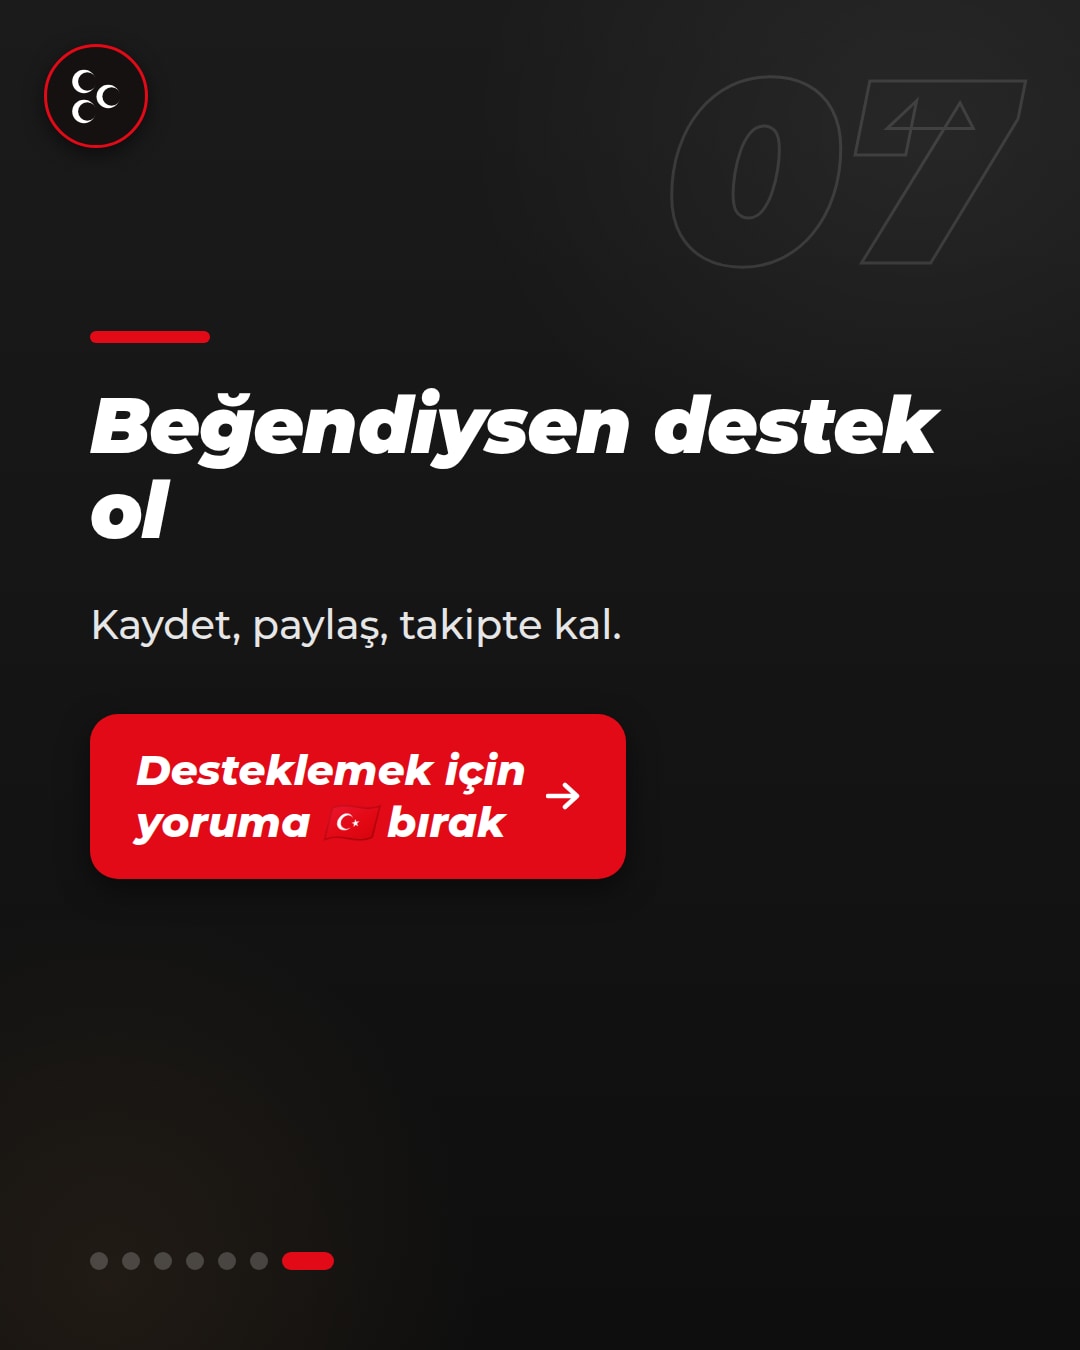 07
Beğendiysen destek
ol
Kaydet, paylaş, takipte kal.
Desteklemek için
yoruma 🇹🇷 bırak